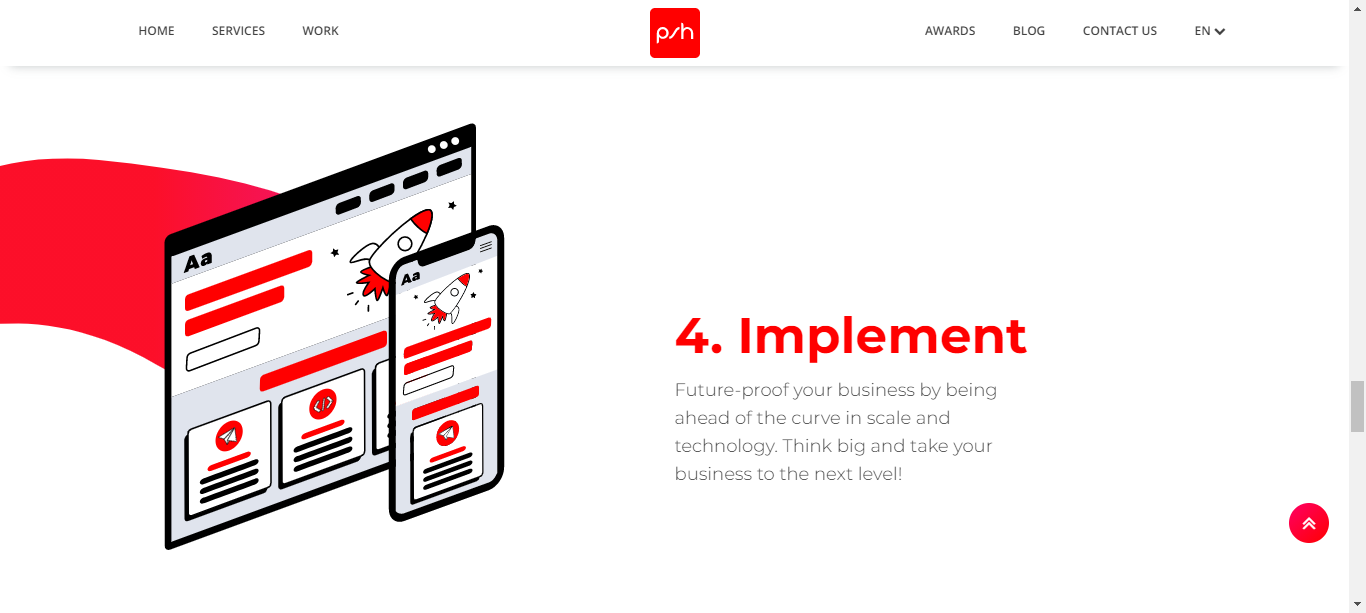 HOME SERVICES WORK psh AWARDS BLOG CONTACT US EN
Aa
Aa
4. Implement
Future-proof your business by being
ahead of the curve in scale and
technology. Think big and take your
business to the next level!